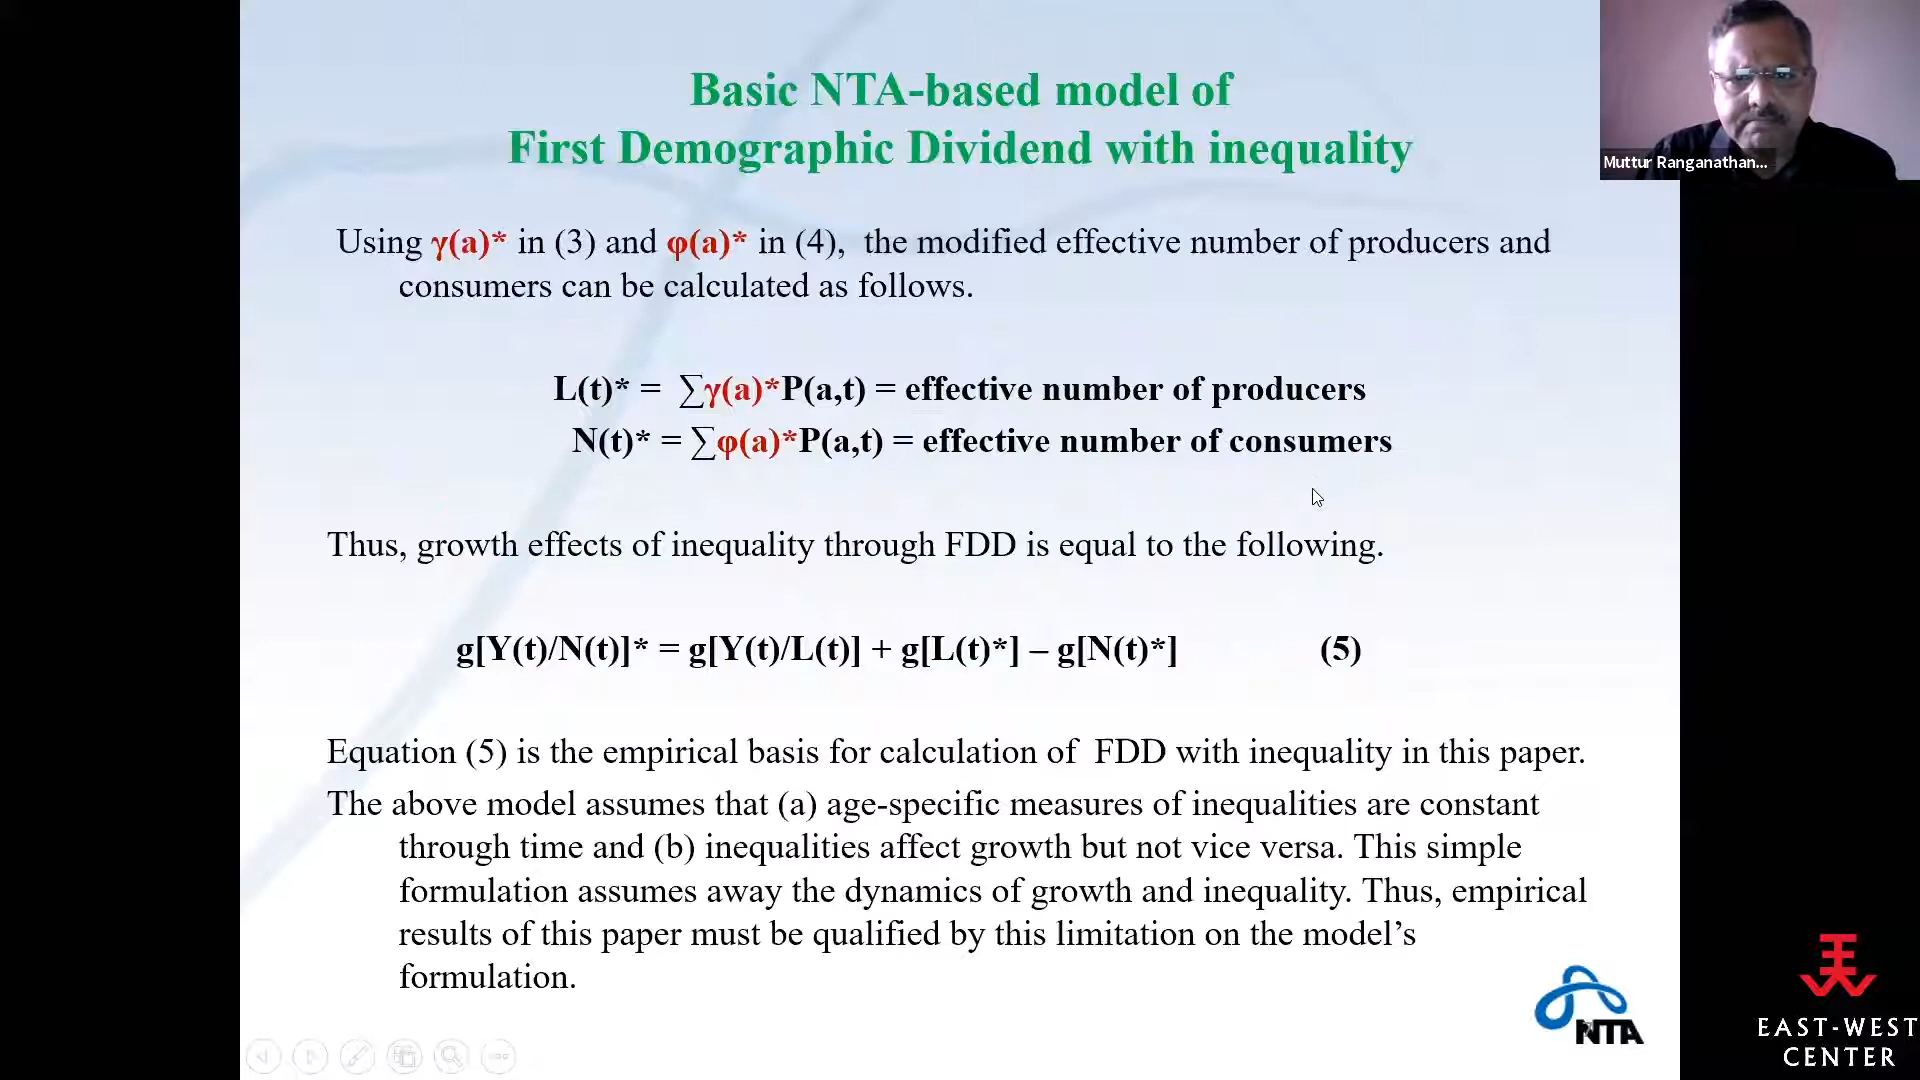 Basic NTA-based model of
First Demographic Dividend with inequality
Muttur Ranganathan...
Using γ(a)* in (3) and φ(a)* in (4), the modified effective number of producers and
consumers can be calculated as follows.
L(t)* = ∑γ(a)*P(a,t) = effective number of producers
N(t)* = ∑φ(a)*P(a,t) = effective number of consumers
Thus, growth effects of inequality through FDD is equal to the following.
g[Y(t)/N(t)]* = g[Y(t)/L(t)] + g[L(t)*] – g[N(t)*] (5)
Equation (5) is the empirical basis for calculation of FDD with inequality in this paper.
The above model assumes that (a) age-specific measures of inequalities are constant
through time and (b) inequalities affect growth but not vice versa. This simple
formulation assumes away the dynamics of growth and inequality. Thus, empirical
results of this paper must be qualified by this limitation on the model’s
formulation.
NTA
EAST-WEST
CENTER